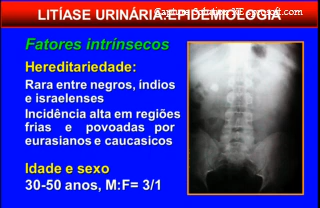 LITÍASE URINÁRIA-EPIDEMIOLOGIA
Fatores intrínsecos
Hereditariedade:
Rara entre negros, índios
e israelenses
Incidência alta em regiões
frias e povoadas por
eurasianos e caucasicos
Idade e sexo
30-50 anos, M:F= 3/1